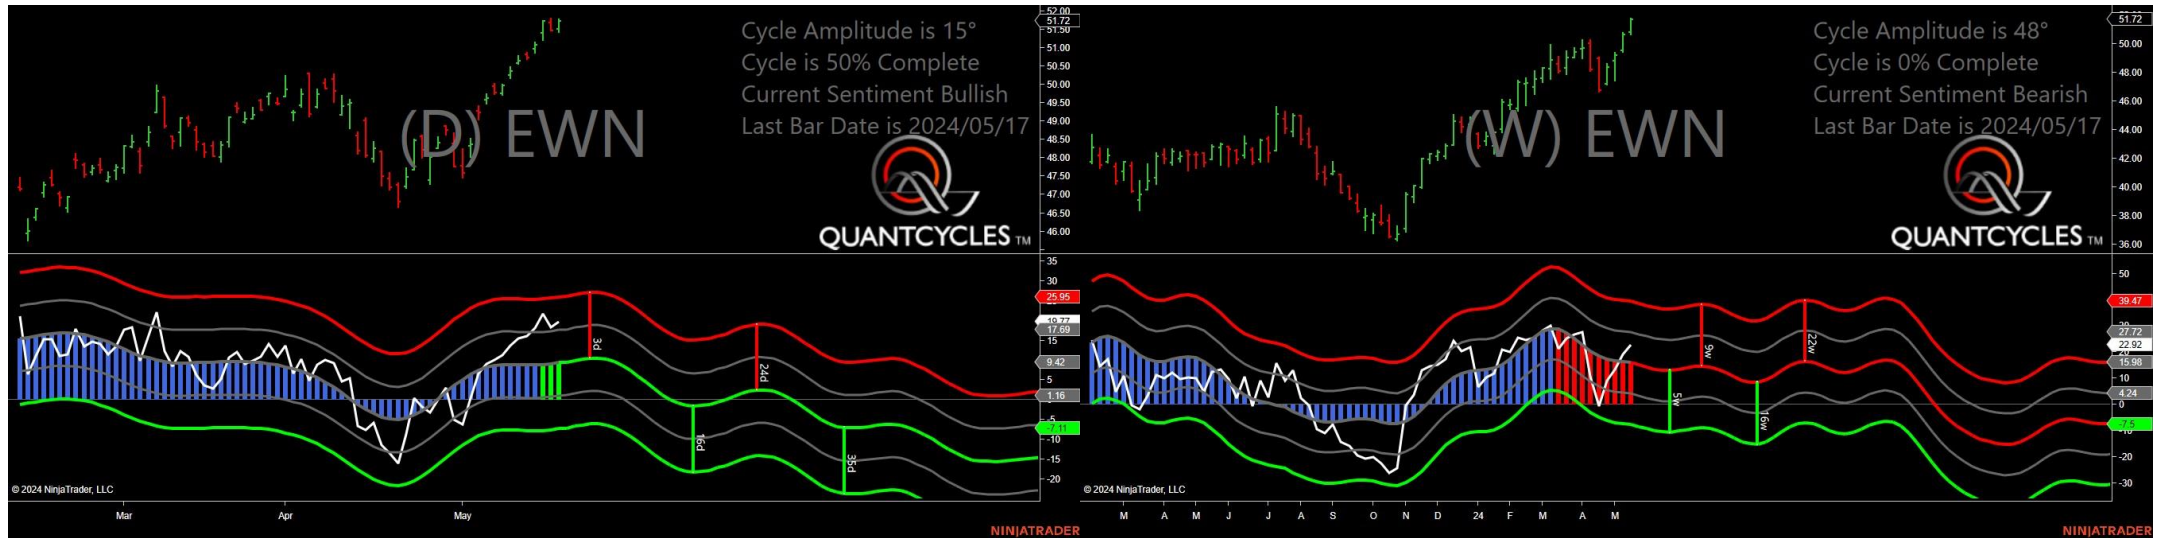 Cycle Amplitude is 15°
Cycle is 50% Complete
Current Sentiment Bullish
Last Bar Date is 2024/05/17
(D) EWN
QUANTCYCLES TM
52.00
51.72
51.50
51.00
50.50
50.00
49.50
49.00
48.50
48.00
47.50
47.00
46.50
46.00
35
30
25.95
19.77
17.69
15
9.42
5
1.16
-5
-7.11
-10
-15
-20
3d
24d
16d
35d
© 2024 NinjaTrader, LLC
Mar Apr May
NINJATRADER
Cycle Amplitude is 48°
Cycle is 0% Complete
Current Sentiment Bearish
Last Bar Date is 2024/05/17
(W) EWN
QUANTCYCLES TM
51.72
50.00
48.00
46.00
44.00
42.00
40.00
38.00
36.00
50
39.47
27.72
22.92
15.98
10
4.24
0
-7.5
-20
-30
9w
22w
5w
16w
© 2024 NinjaTrader, LLC
M A M J J A S O N D 24 F M A M
NINJATRADER